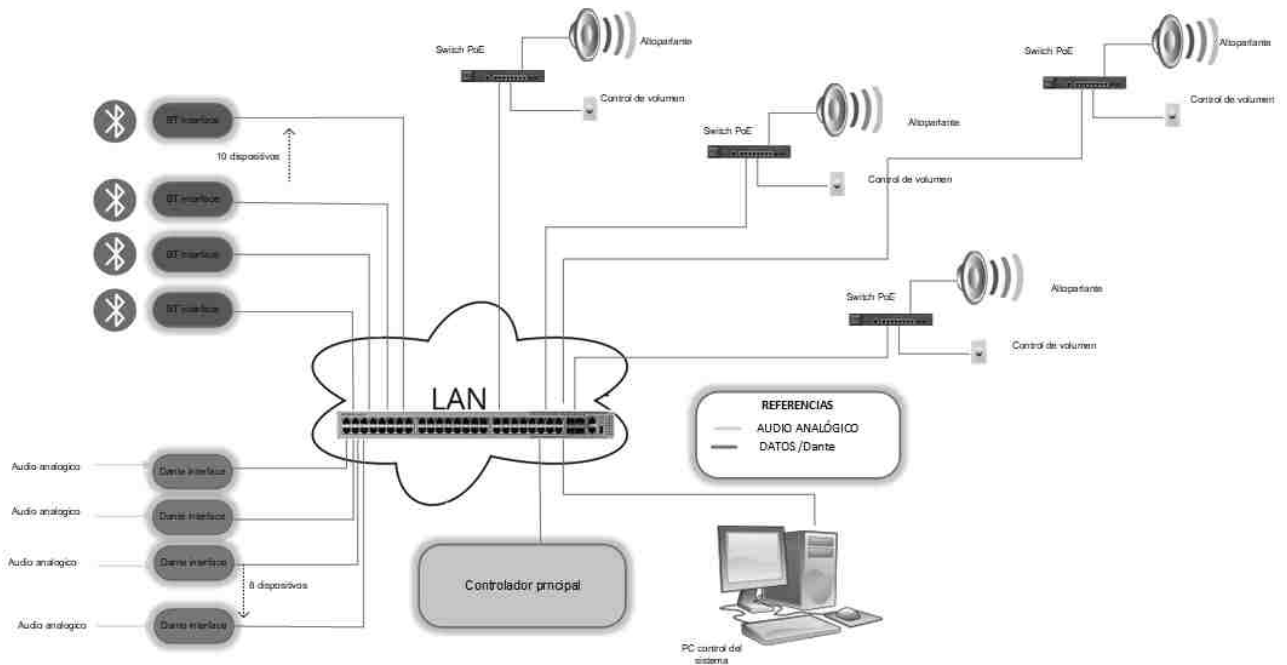 Switch PoE
Altoparlante
Control de volumen
Switch PoE
Altoparlante
Control de volumen
Switch PoE
Altoparlante
Control de volumen
Switch PoE
Altoparlante
Control de volumen
BT Interface
10 dispositivos
BT Interface
BT Interface
BT Interface
LAN
REFERENCIAS
AUDIO ANALÓGICO
DATOS /Dante
Audio analogico
Dante interface
Audio analogico
Dante interface
Audio analogico
Dante interface
8 dispositivos
Audio analogico
Dante interface
Controlador prncipal
PC control del
sistema